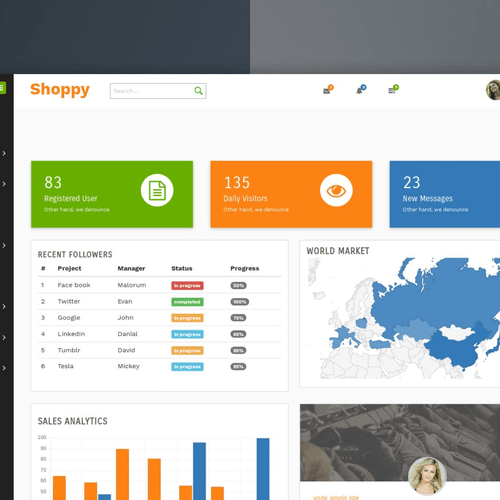 Shoppy
Search...
83
Registered User
Other hand, we denounce
135
Daily Visitors
Other hand, we denounce
23
New Messages
Other hand, we denounce
RECENT FOLLOWERS
# Project Manager Status Progress
1 Face book Malorum in progress 50%
2 Twitter Evan completed 100%
3 Google John in progress 75%
4 LinkedIn Danial in progress 65%
5 Tumblr David in progress 95%
6 Tesla Mickey in progress 95%
WORLD MARKET
SALES ANALYTICS
100
90
80
70
60
50
unde omnis iste